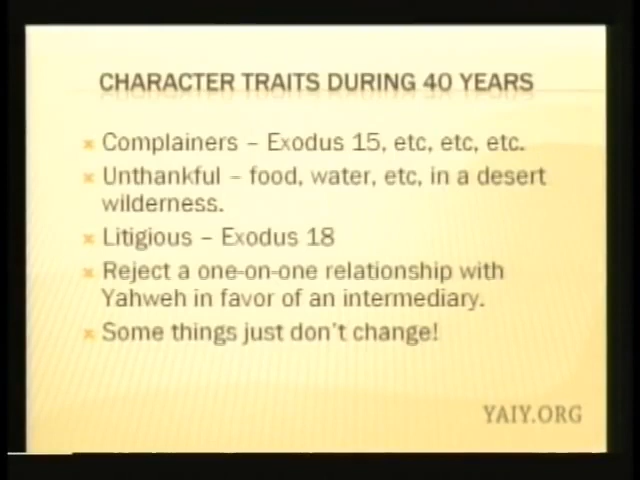 CHARACTER TRAITS DURING 40 YEARS
Complainers – Exodus 15, etc, etc, etc.
Unthankful – food, water, etc, in a desert
wilderness.
Litigious – Exodus 18
Reject a one-on-one relationship with
Yahweh in favor of an intermediary.
Some things just don't change!
YAIY.ORG